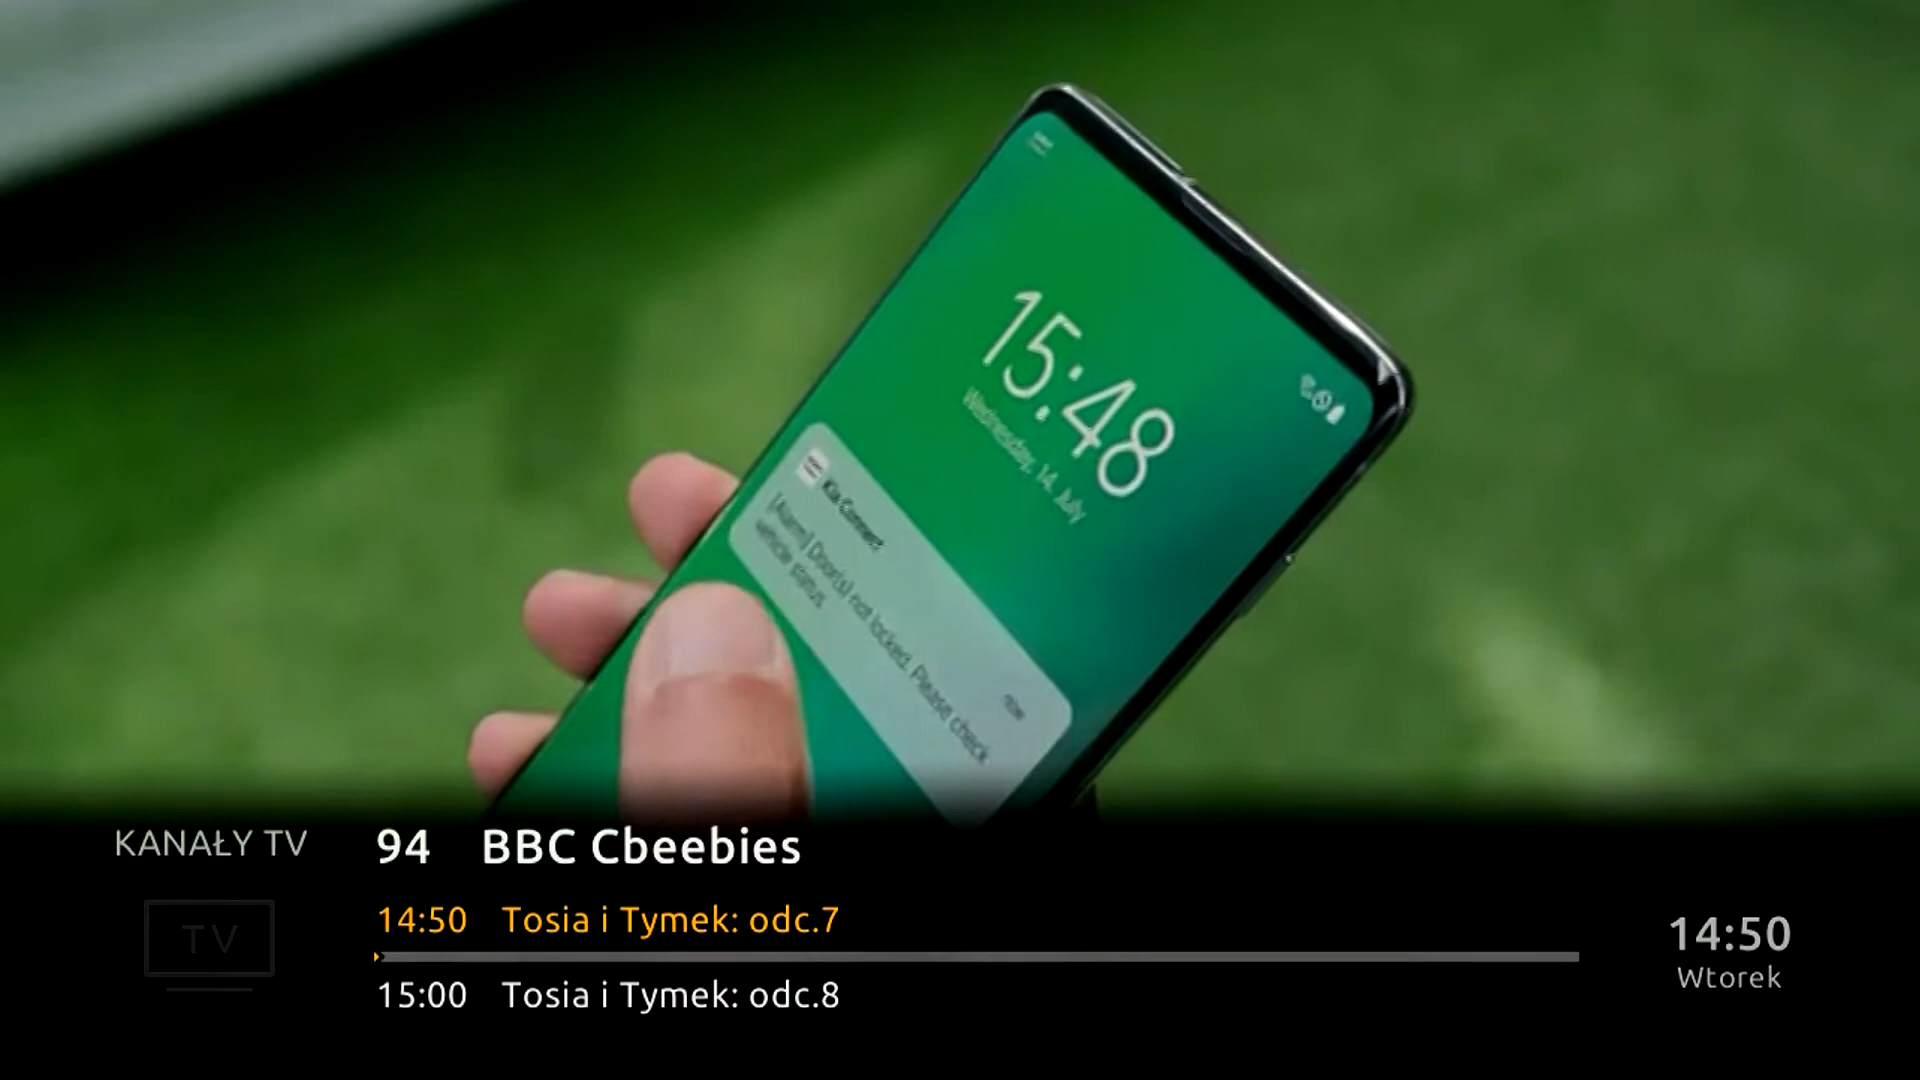 15:48
Wednesday, 14. July
Kia Connect
now
[Alarm] Door(s) not locked. Please check
vehicle status.
KANAŁY TV
94 BBC Cbeebies
TV
14:50 Tosia i Tymek: odc.7
15:00 Tosia i Tymek: odc.8
14:50
Wtorek